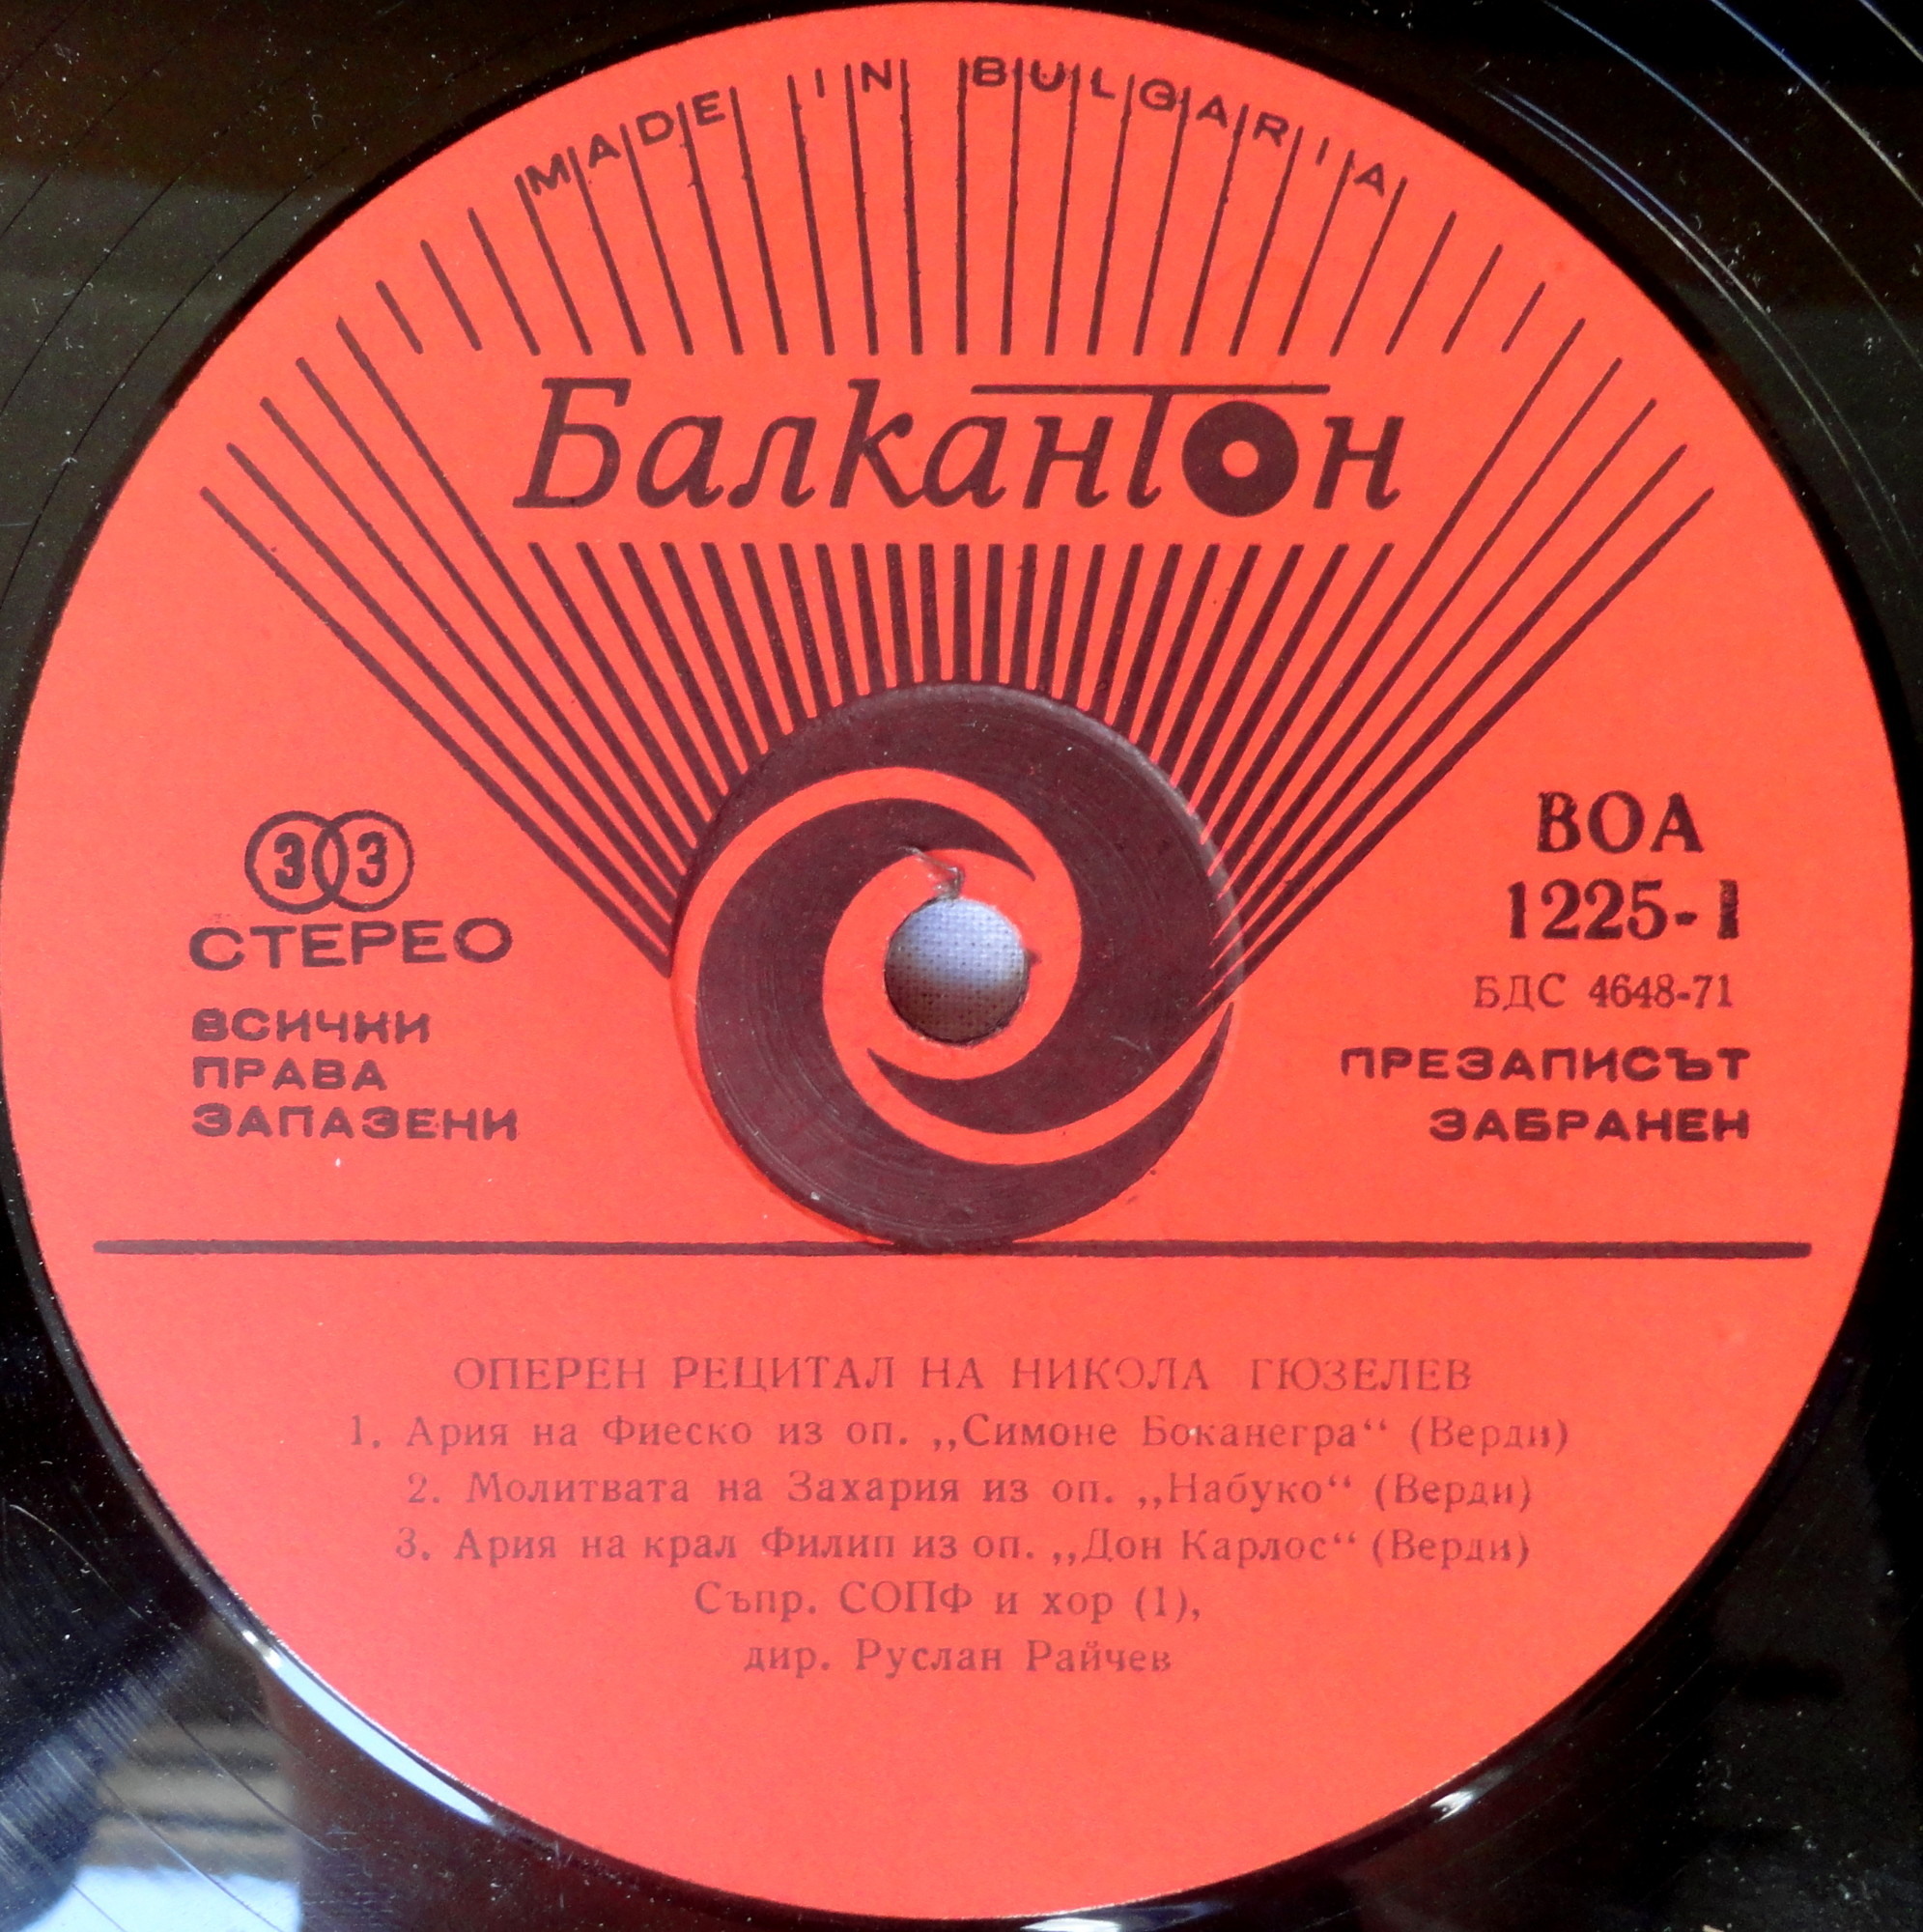 MADE IN BULGARIA
Балкантон
33
СТЕРЕО
ВСИЧКИ
ПРАВА
ЗАПАЗЕНИ
ВОА
1225-1
БДС 4648-71
ПРЕЗАПИСЪТ
ЗАБРАНЕН
ОПЕРЕН РЕЦИТАЛ НА НИКОЛА ГЮЗЕЛЕВ
1. Ария на Фиеско из оп. „Симоне Боканегра“ (Верди)
2. Молитвата на Захария из оп. „Набуко“ (Верди)
3. Ария на крал Филип из оп. „Дон Карлос“ (Верди)
Съпр. СОПФ и хор (1),
дир. Руслан Райчев